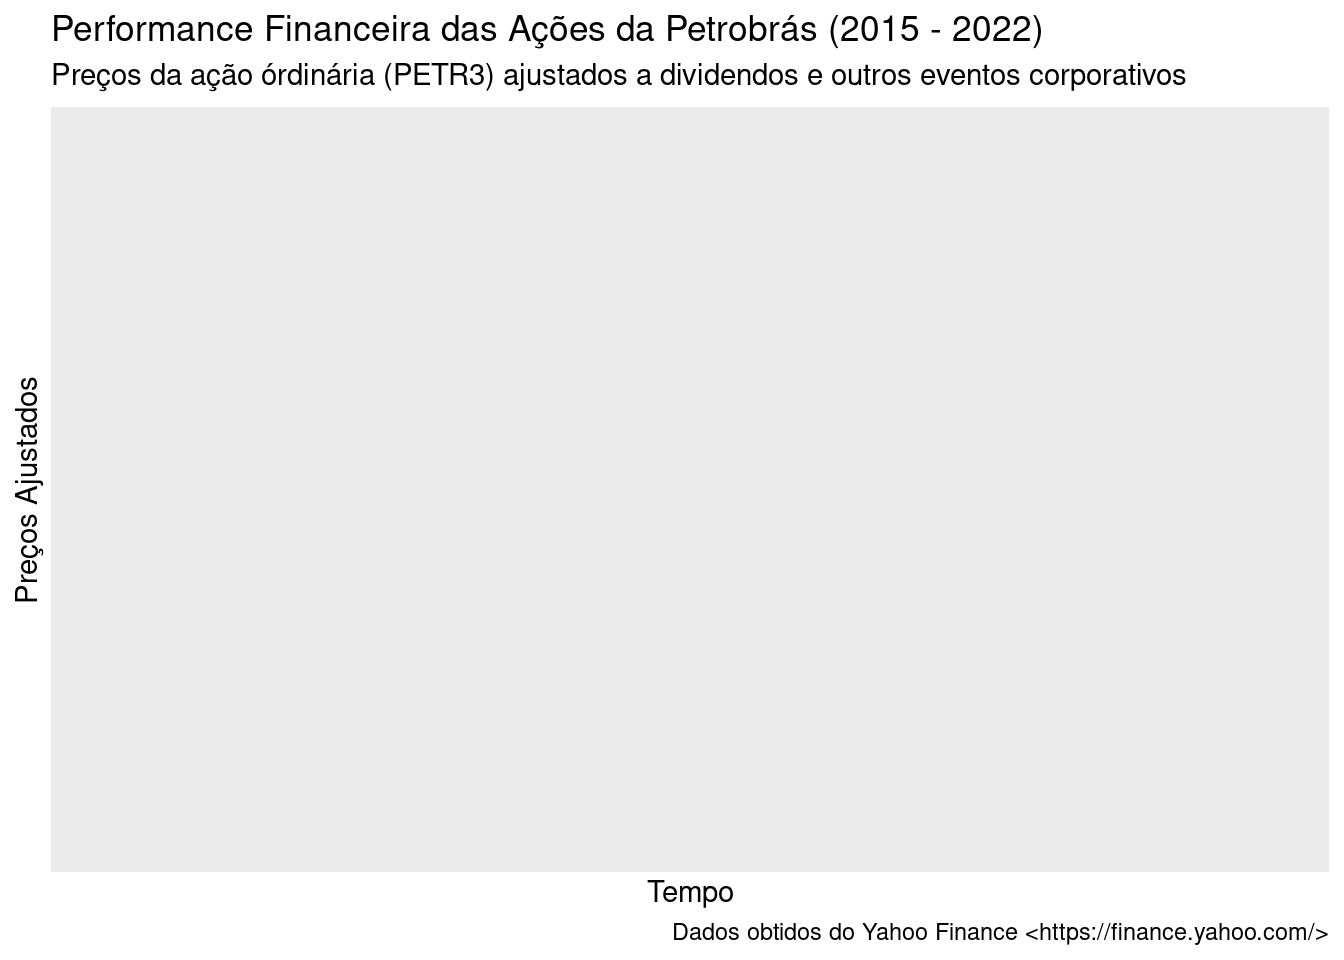 Performance Financeira das Ações da Petrobrás (2015 - 2022)
Preços da ação órdinária (PETR3) ajustados a dividendos e outros eventos corporativos
Preços Ajustados
Tempo
Dados obtidos do Yahoo Finance <https://finance.yahoo.com/>